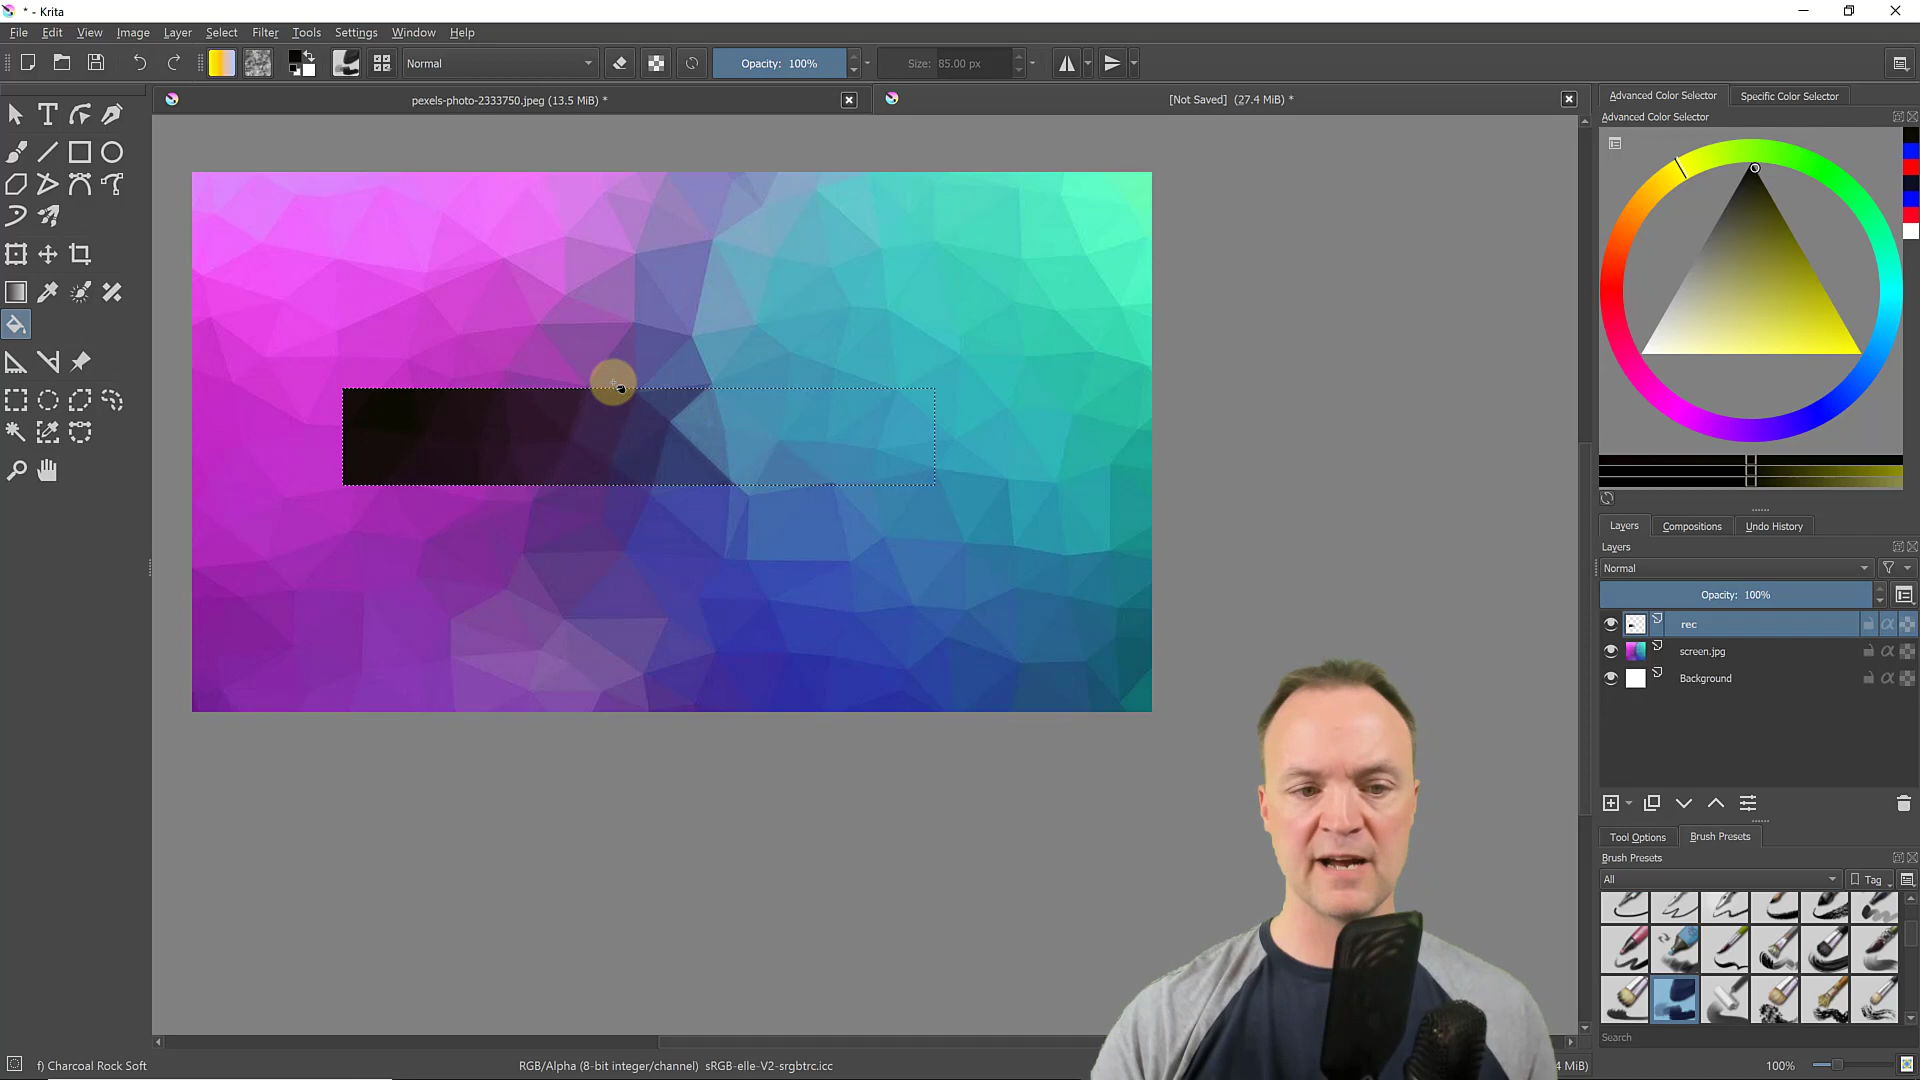 * - Krita
File Edit View Image Layer Select Filter Tools Settings Window Help
Normal Opacity: 100% Size: 85.00 px
pexels-photo-2333750.jpeg (13.5 MiB) * [Not Saved] (27.4 MiB) *
Advanced Color Selector Specific Color Selector
Advanced Color Selector
Layers Compositions Undo History
Layers
Normal
Opacity: 100%
rec
screen.jpg
Background
Tool Options Brush Presets
Brush Presets
All Tag
Search
f) Charcoal Rock Soft RGB/Alpha (8-bit integer/channel) sRGB-elle-V2-srgbtrc.icc 4 MiB) 100%